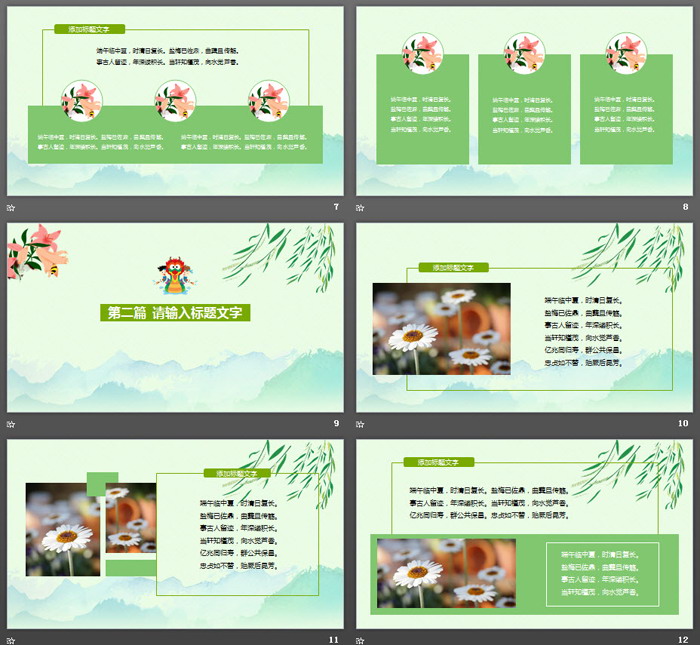 添加标题文字
端午临中夏，时清日复长。盐梅已佐鼎，曲糵且传觞。
事古人留迹，年深缕积长。当轩知槿茂，向水觉芦香。
端午临中夏，时清日复长。盐梅已佐鼎，曲糵且传觞。
事古人留迹，年深缕积长。当轩知槿茂，向水觉芦香。
端午临中夏，时清日复长。盐梅已佐鼎，曲糵且传觞。
事古人留迹，年深缕积长。当轩知槿茂，向水觉芦香。
7
端午临中夏，时清日复长。
盐梅已佐鼎，曲糵且传觞。
事古人留迹，年深缕积长。
当轩知槿茂，向水觉芦香。
端午临中夏，时清日复长。
盐梅已佐鼎，曲糵且传觞。
事古人留迹，年深缕积长。
当轩知槿茂，向水觉芦香。
端午临中夏，时清日复长。
盐梅已佐鼎，曲糵且传觞。
事古人留迹，年深缕积长。
当轩知槿茂，向水觉芦香。
8
第二篇 请输入标题文字
9
添加标题文字
端午临中夏，时清日复长。
盐梅已佐鼎，曲糵且传觞。
事古人留迹，年深缕积长。
当轩知槿茂，向水觉芦香。
亿兆同归寿，群公共保昌。
忠贞如不替，贻厥后昆芳。
10
添加标题文字
端午临中夏，时清日复长。
盐梅已佐鼎，曲糵且传觞。
事古人留迹，年深缕积长。
当轩知槿茂，向水觉芦香。
亿兆同归寿，群公共保昌。
忠贞如不替，贻厥后昆芳。
11
添加标题文字
端午临中夏，时清日复长。盐梅已佐鼎，曲糵且传觞。
事古人留迹，年深缕积长。当轩知槿茂，向水觉芦香。
亿兆同归寿，群公共保昌。忠贞如不替，贻厥后昆芳。
端午临中夏，时清日复长。
盐梅已佐鼎，曲糵且传觞。
事古人留迹，年深缕积长。
当轩知槿茂，向水觉芦香。
12